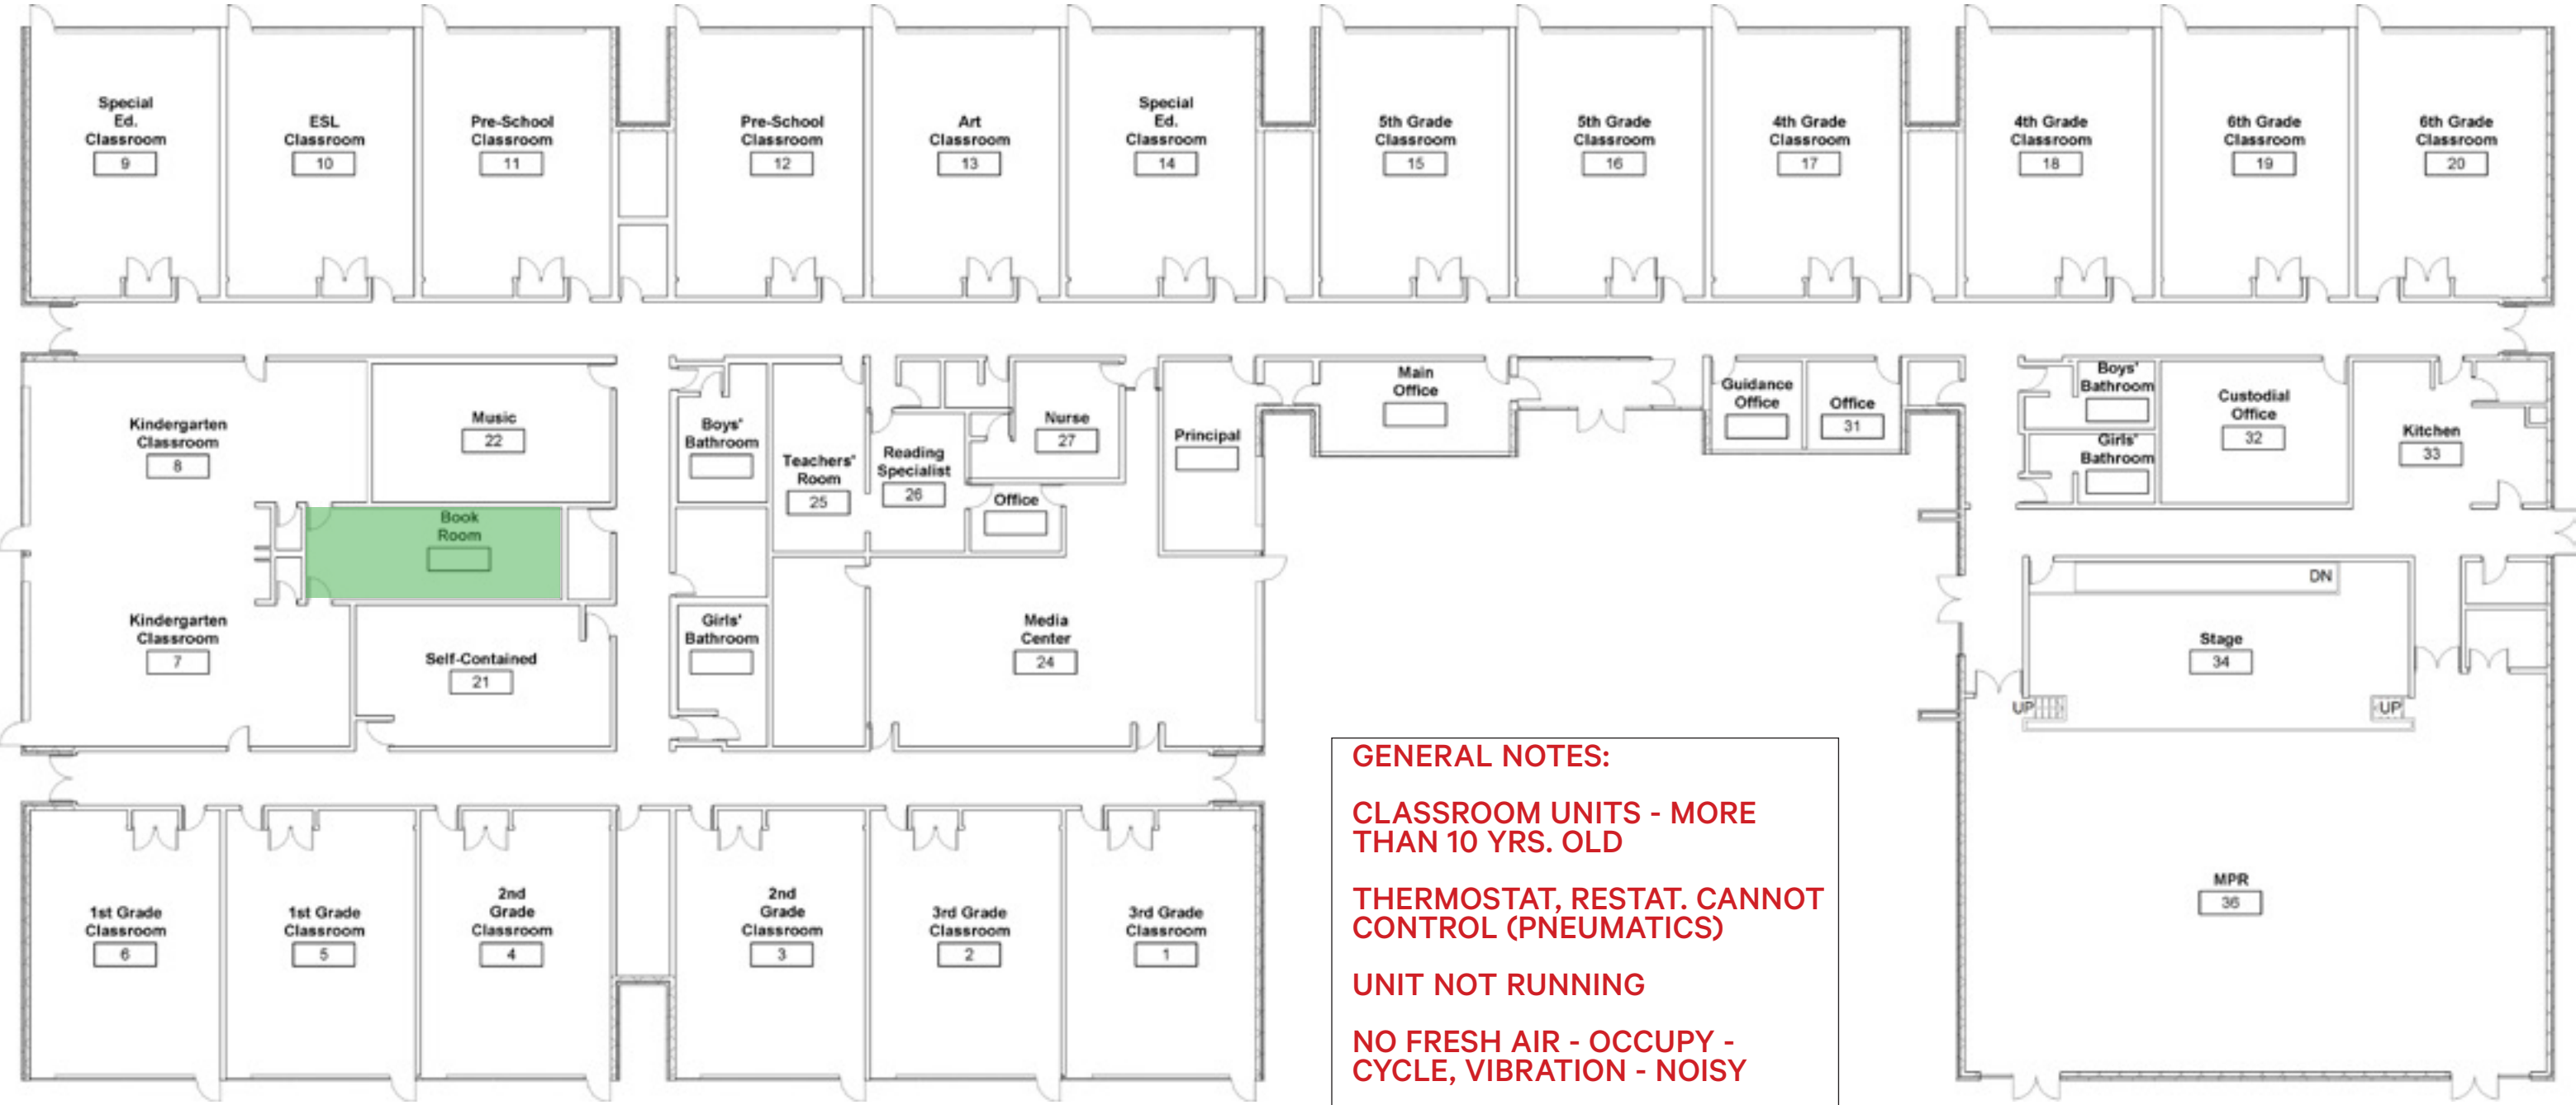 Special
Ed.
Classroom
9
ESL
Classroom
10
Pre-School
Classroom
11
Pre-School
Classroom
12
Art
Classroom
13
Special
Ed.
Classroom
14
5th Grade
Classroom
15
5th Grade
Classroom
16
4th Grade
Classroom
17
4th Grade
Classroom
18
6th Grade
Classroom
19
6th Grade
Classroom
20
Kindergarten
Classroom
8
Music
22
Book
Room
Kindergarten
Classroom
7
Self-Contained
21
Boys'
Bathroom
Girls'
Bathroom
Teachers'
Room
25
Reading
Specialist
26
Nurse
27
Office
Principal
Media
Center
24
Main
Office
Guidance
Office
Office
31
Boys'
Bathroom
Girls'
Bathroom
Custodial
Office
32
Kitchen
33
DN
Stage
34
UP
UP
MPR
36
1st Grade
Classroom
6
1st Grade
Classroom
5
2nd
Grade
Classroom
4
2nd
Grade
Classroom
3
3rd Grade
Classroom
2
3rd Grade
Classroom
1
GENERAL NOTES:
CLASSROOM UNITS - MORE
THAN 10 YRS. OLD
THERMOSTAT, RESTAT. CANNOT
CONTROL (PNEUMATICS)
UNIT NOT RUNNING
NO FRESH AIR - OCCUPY -
CYCLE, VIBRATION - NOISY